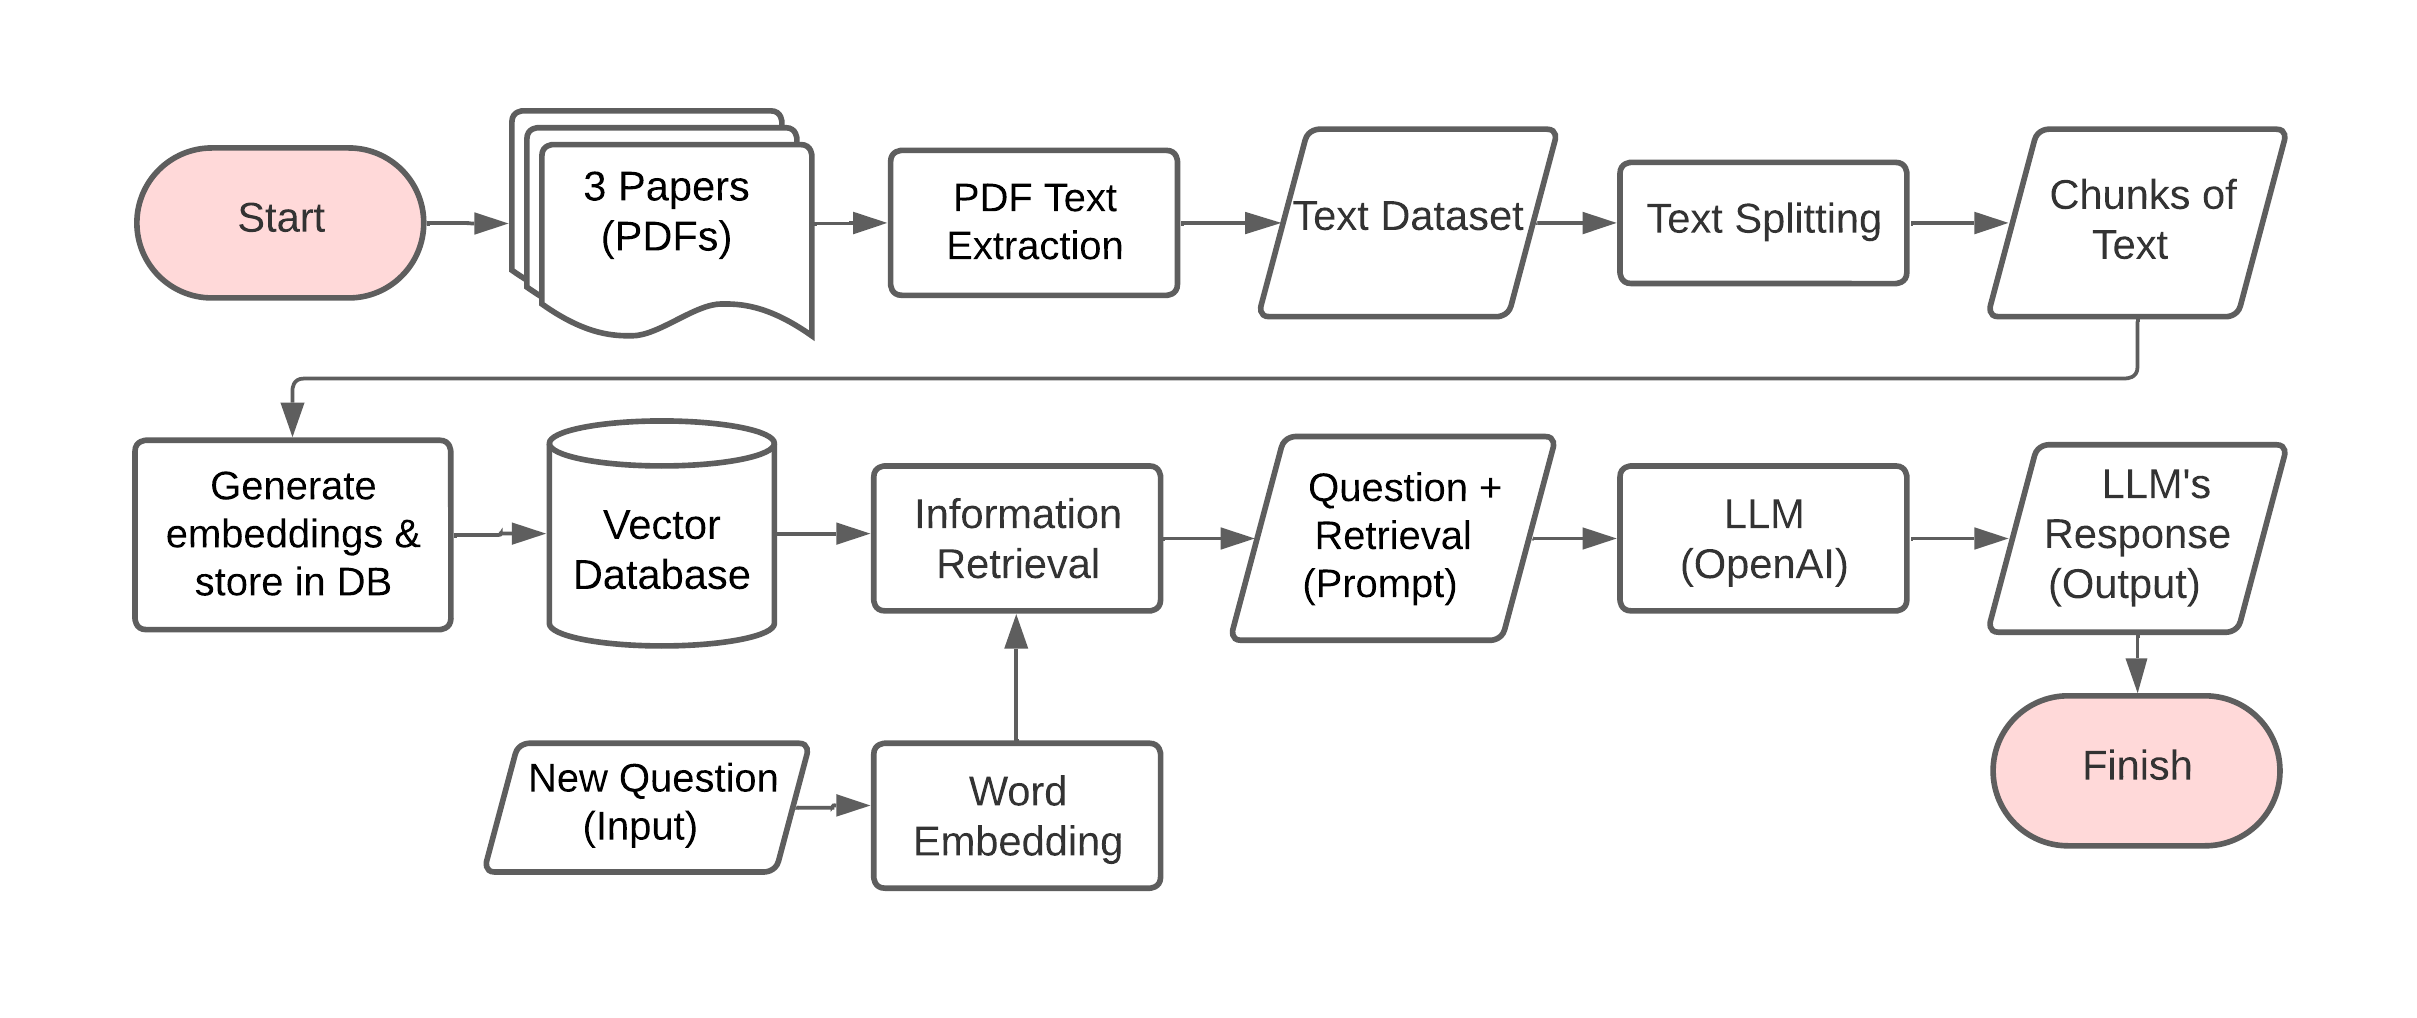 Start
3 Papers
(PDFs)
PDF Text
Extraction
Text Dataset
Text Splitting
Chunks of
Text
Generate
embeddings &
store in DB
Vector
Database
Information
Retrieval
Question +
Retrieval
(Prompt)
LLM
(OpenAI)
LLM's
Response
(Output)
New Question
(Input)
Word
Embedding
Finish